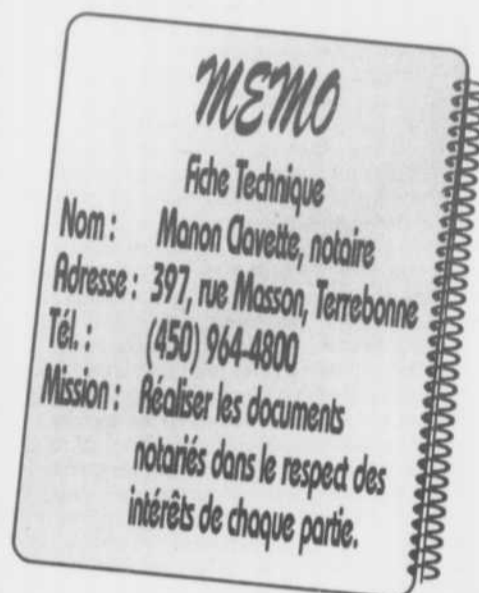 MEMO
Fiche Technique
Nom : Manon Clavette, notaire
Adresse : 397, rue Masson, Terrebonne
Tél. : (450) 964-4800
Mission : Réaliser les documents
notariés dans le respect des
intérêts de chaque partie.